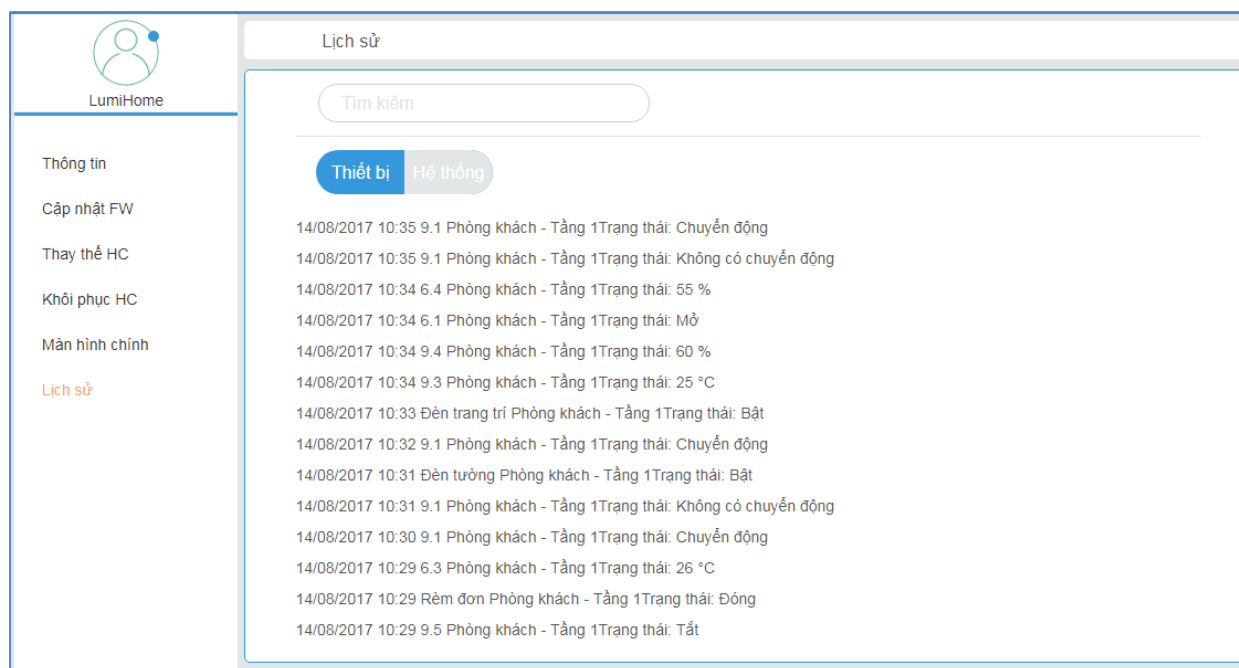 LumiHome
Thông tin
Cập nhật FW
Thay thế HC
Khôi phục HC
Màn hình chính
Lịch sử
Lịch sử
Tìm kiếm
Thiết bị Hệ thống
14/08/2017 10:35 9.1 Phòng khách - Tầng 1Trạng thái: Chuyển động
14/08/2017 10:35 9.1 Phòng khách - Tầng 1Trạng thái: Không có chuyển động
14/08/2017 10:34 6.4 Phòng khách - Tầng 1Trạng thái: 55 %
14/08/2017 10:34 6.1 Phòng khách - Tầng 1Trạng thái: Mở
14/08/2017 10:34 9.4 Phòng khách - Tầng 1Trạng thái: 60 %
14/08/2017 10:34 9.3 Phòng khách - Tầng 1Trạng thái: 25 °C
14/08/2017 10:33 Đèn trang trí Phòng khách - Tầng 1Trạng thái: Bật
14/08/2017 10:32 9.1 Phòng khách - Tầng 1Trạng thái: Chuyển động
14/08/2017 10:31 Đèn tường Phòng khách - Tầng 1Trạng thái: Bật
14/08/2017 10:31 9.1 Phòng khách - Tầng 1Trạng thái: Không có chuyển động
14/08/2017 10:30 9.1 Phòng khách - Tầng 1Trạng thái: Chuyển động
14/08/2017 10:29 6.3 Phòng khách - Tầng 1Trạng thái: 26 °C
14/08/2017 10:29 Rèm đơn Phòng khách - Tầng 1Trạng thái: Đóng
14/08/2017 10:29 9.5 Phòng khách - Tầng 1Trạng thái: Tắt